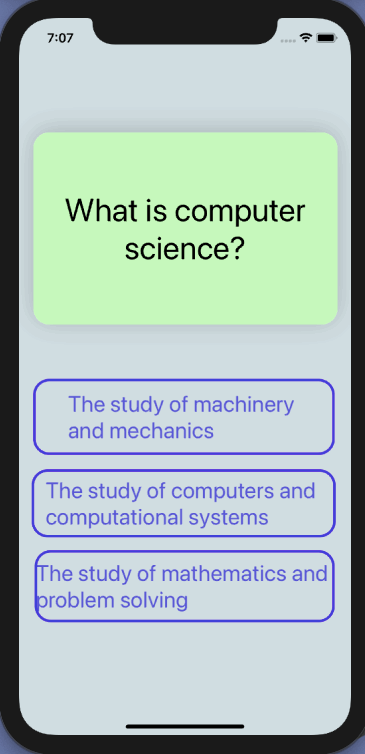 7:07
What is computer
science?
The study of machinery
and mechanics
The study of computers and
computational systems
The study of mathematics and
problem solving